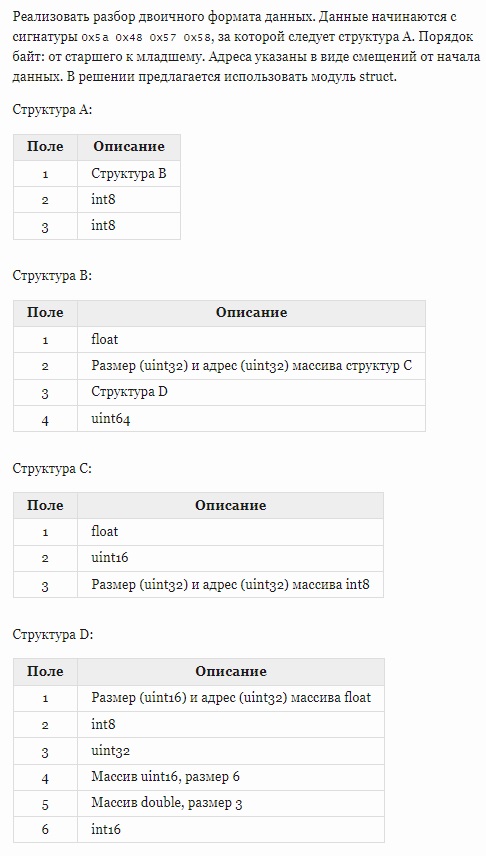 Реализовать разбор двоичного формата данных. Данные начинаются с
сигнатуры 0x5a 0x48 0x57 0x58, за которой следует структура A. Порядок
байт: от старшего к младшему. Адреса указаны в виде смещений от начала
данных. В решении предлагается использовать модуль struct.
Структура A:
Поле Описание
1 Структура B
2 int8
3 int8
Структура B:
Поле Описание
1 float
2 Размер (uint32) и адрес (uint32) массива структур C
3 Структура D
4 uint64
Структура C:
Поле Описание
1 float
2 uint16
3 Размер (uint32) и адрес (uint32) массива int8
Структура D:
Поле Описание
1 Размер (uint16) и адрес (uint32) массива float
2 int8
3 uint32
4 Массив uint16, размер 6
5 Массив double, размер 3
6 int16